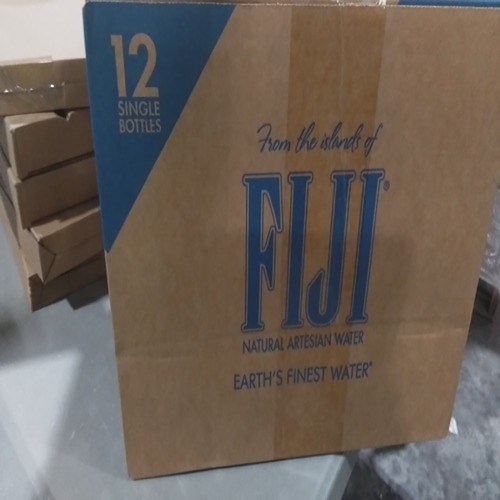 12
SINGLE
BOTTLES
From the islands of
FIJI®
NATURAL ARTESIAN WATER
EARTH'S FINEST WATER®